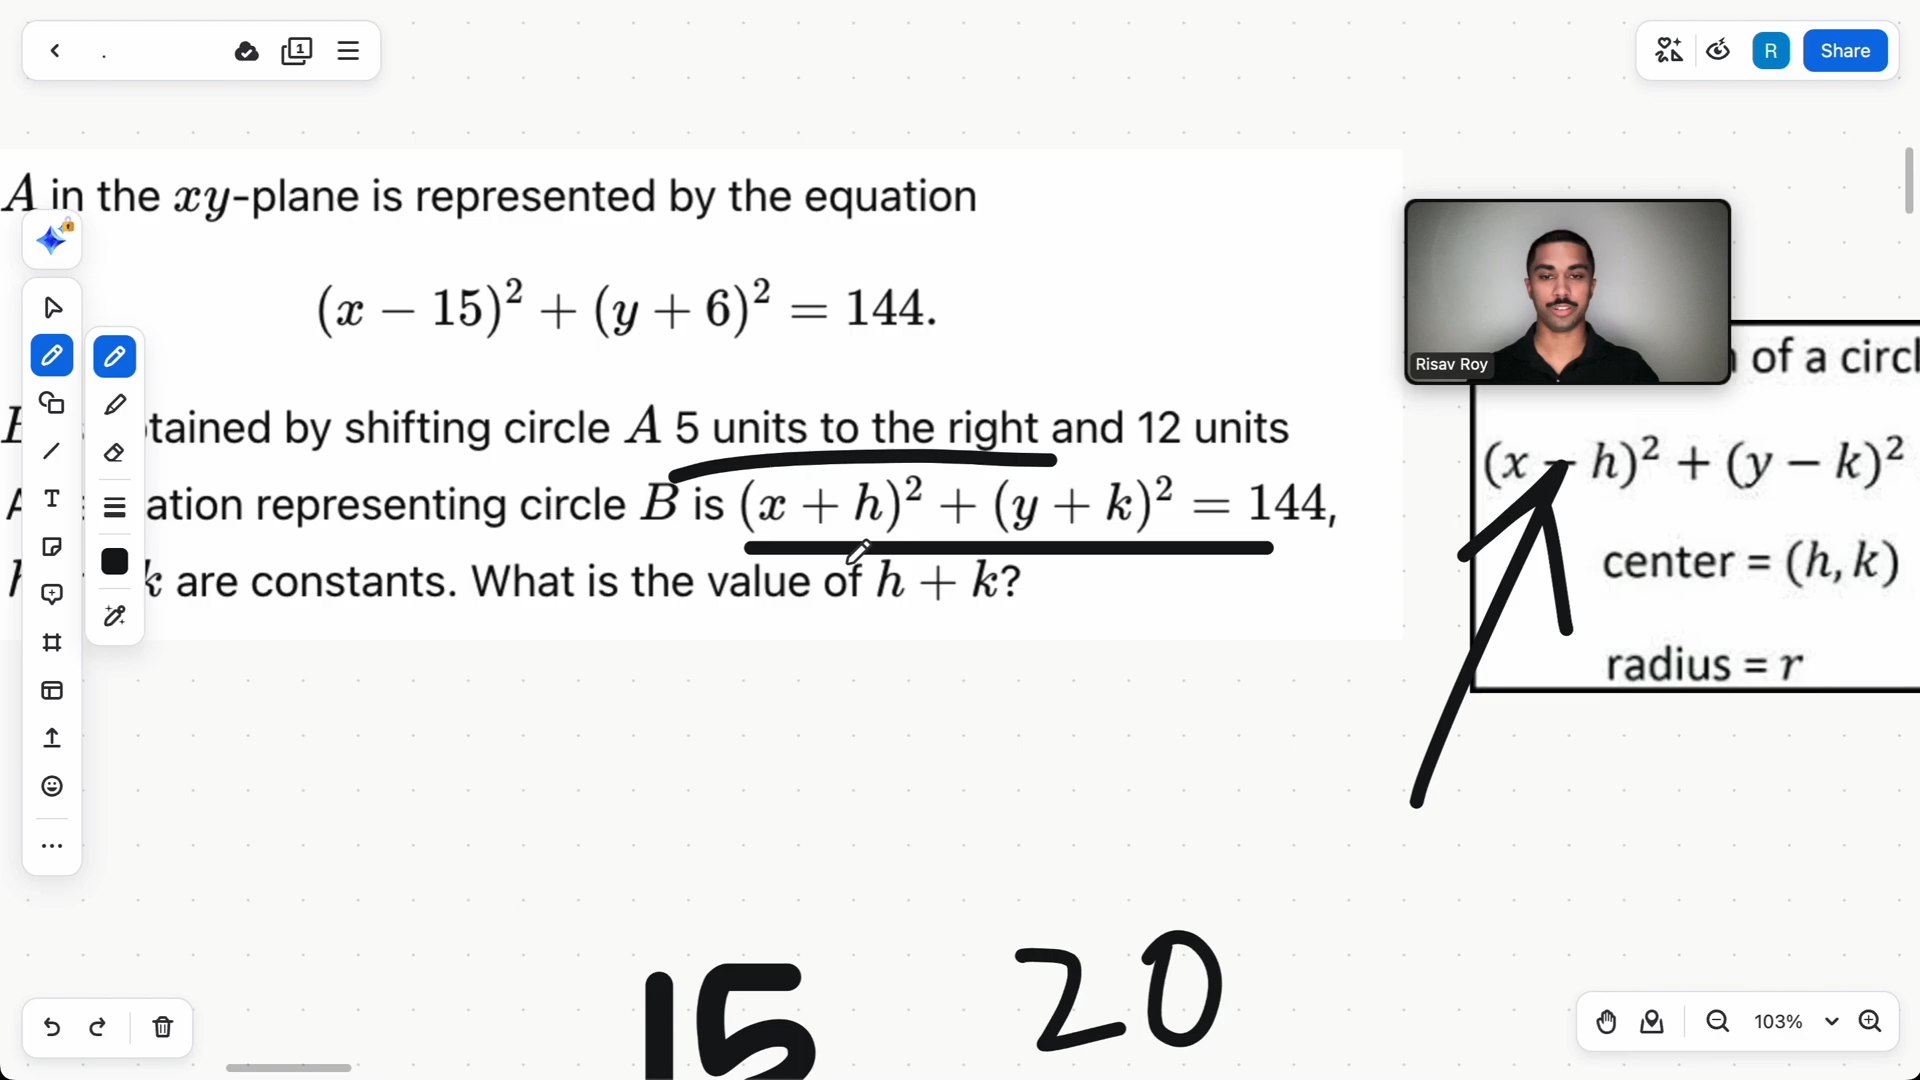 .
1
R
Share
A in the xy-plane is represented by the equation
(x − 15)² + (y + 6)² = 144.
tained by shifting circle A 5 units to the right and 12 units
ation representing circle B is (x + h)² + (y + k)² = 144,
k are constants. What is the value of h + k?
Risav Roy
of a circl
(x − h)² + (y − k)²
center = (h, k)
radius = r
T
15
20
103%